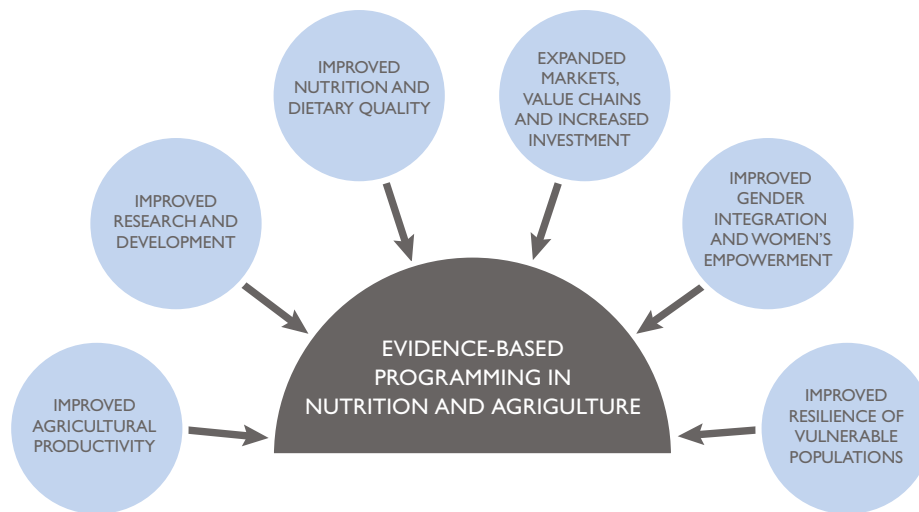 IMPROVED
NUTRITION AND
DIETARY QUALITY
EXPANDED
MARKETS,
VALUE CHAINS
AND INCREASED
INVESTMENT
IMPROVED
RESEARCH AND
DEVELOPMENT
IMPROVED
GENDER
INTEGRATION
AND WOMEN'S
EMPOWERMENT
EVIDENCE-BASED
PROGRAMMING IN
NUTRITION AND AGRIGULTURE
IMPROVED
AGRICULTURAL
PRODUCTIVITY
IMPROVED
RESILIENCE OF
VULNERABLE
POPULATIONS